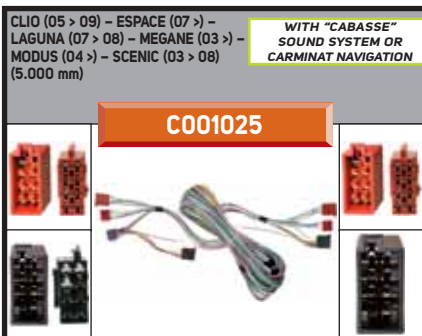 CLIO (05 > 09) – ESPACE (07 >) –
LAGUNA (07 > 08) – MEGANE (03 >) –
MODUS (04 >) – SCENIC (03 > 08)
(5.000 mm)
WITH “CABASSE”
SOUND SYSTEM OR
CARMINAT NAVIGATION
C001025